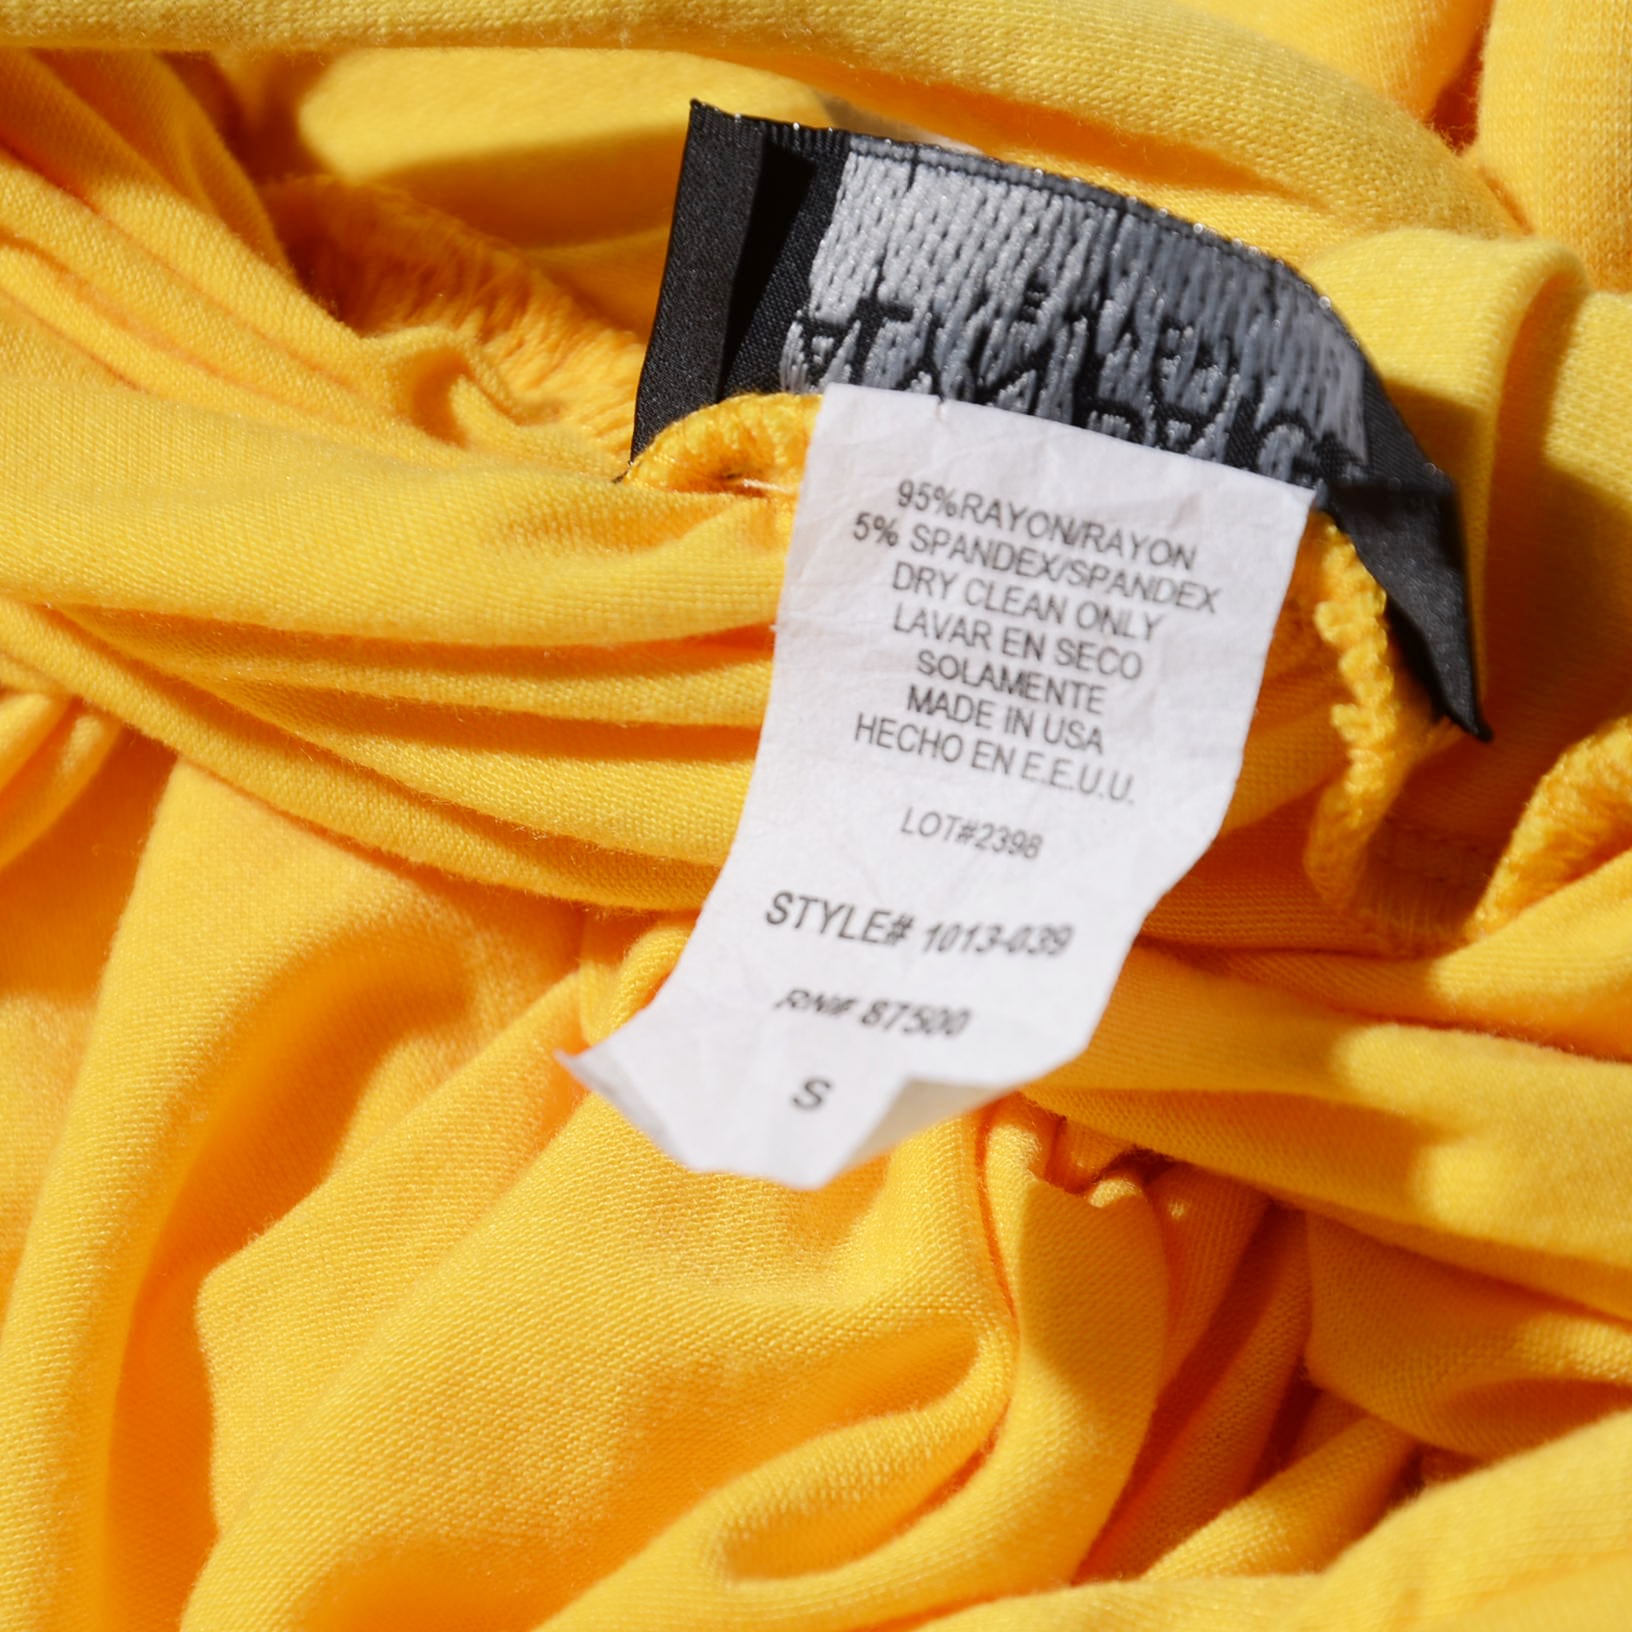 95%RAYON/RAYON
5% SPANDEX/SPANDEX
DRY CLEAN ONLY
LAVAR EN SECO
SOLAMENTE
MADE IN USA
HECHO EN E.E.U.U.
LOT#2398
STYLE# 1013-039
RN# 87500
S